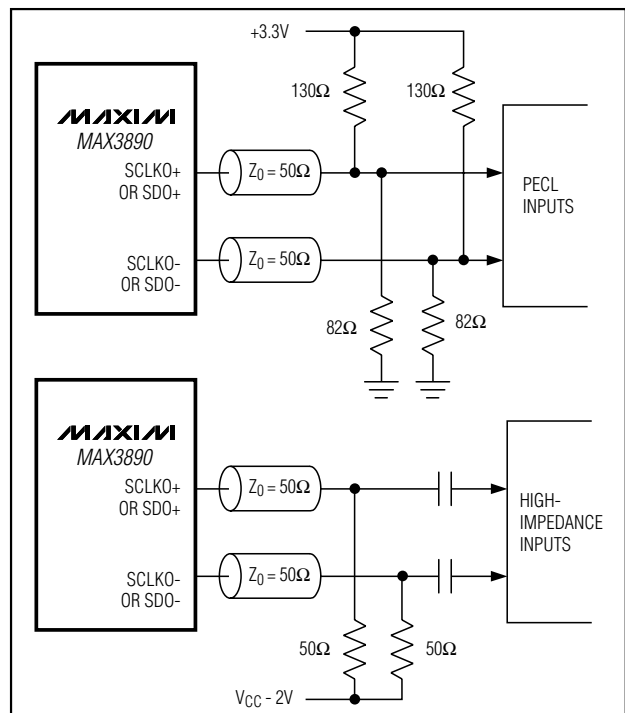 +3.3V
130Ω 130Ω
MAXIM
MAX3890
SCLKO+
OR SDO+
Z0 = 50Ω
PECL
INPUTS
SCLKO-
OR SDO-
Z0 = 50Ω
82Ω 82Ω
MAXIM
MAX3890
SCLKO+
OR SDO+
Z0 = 50Ω
HIGH-
IMPEDANCE
INPUTS
SCLKO-
OR SDO-
Z0 = 50Ω
50Ω 50Ω
VCC - 2V